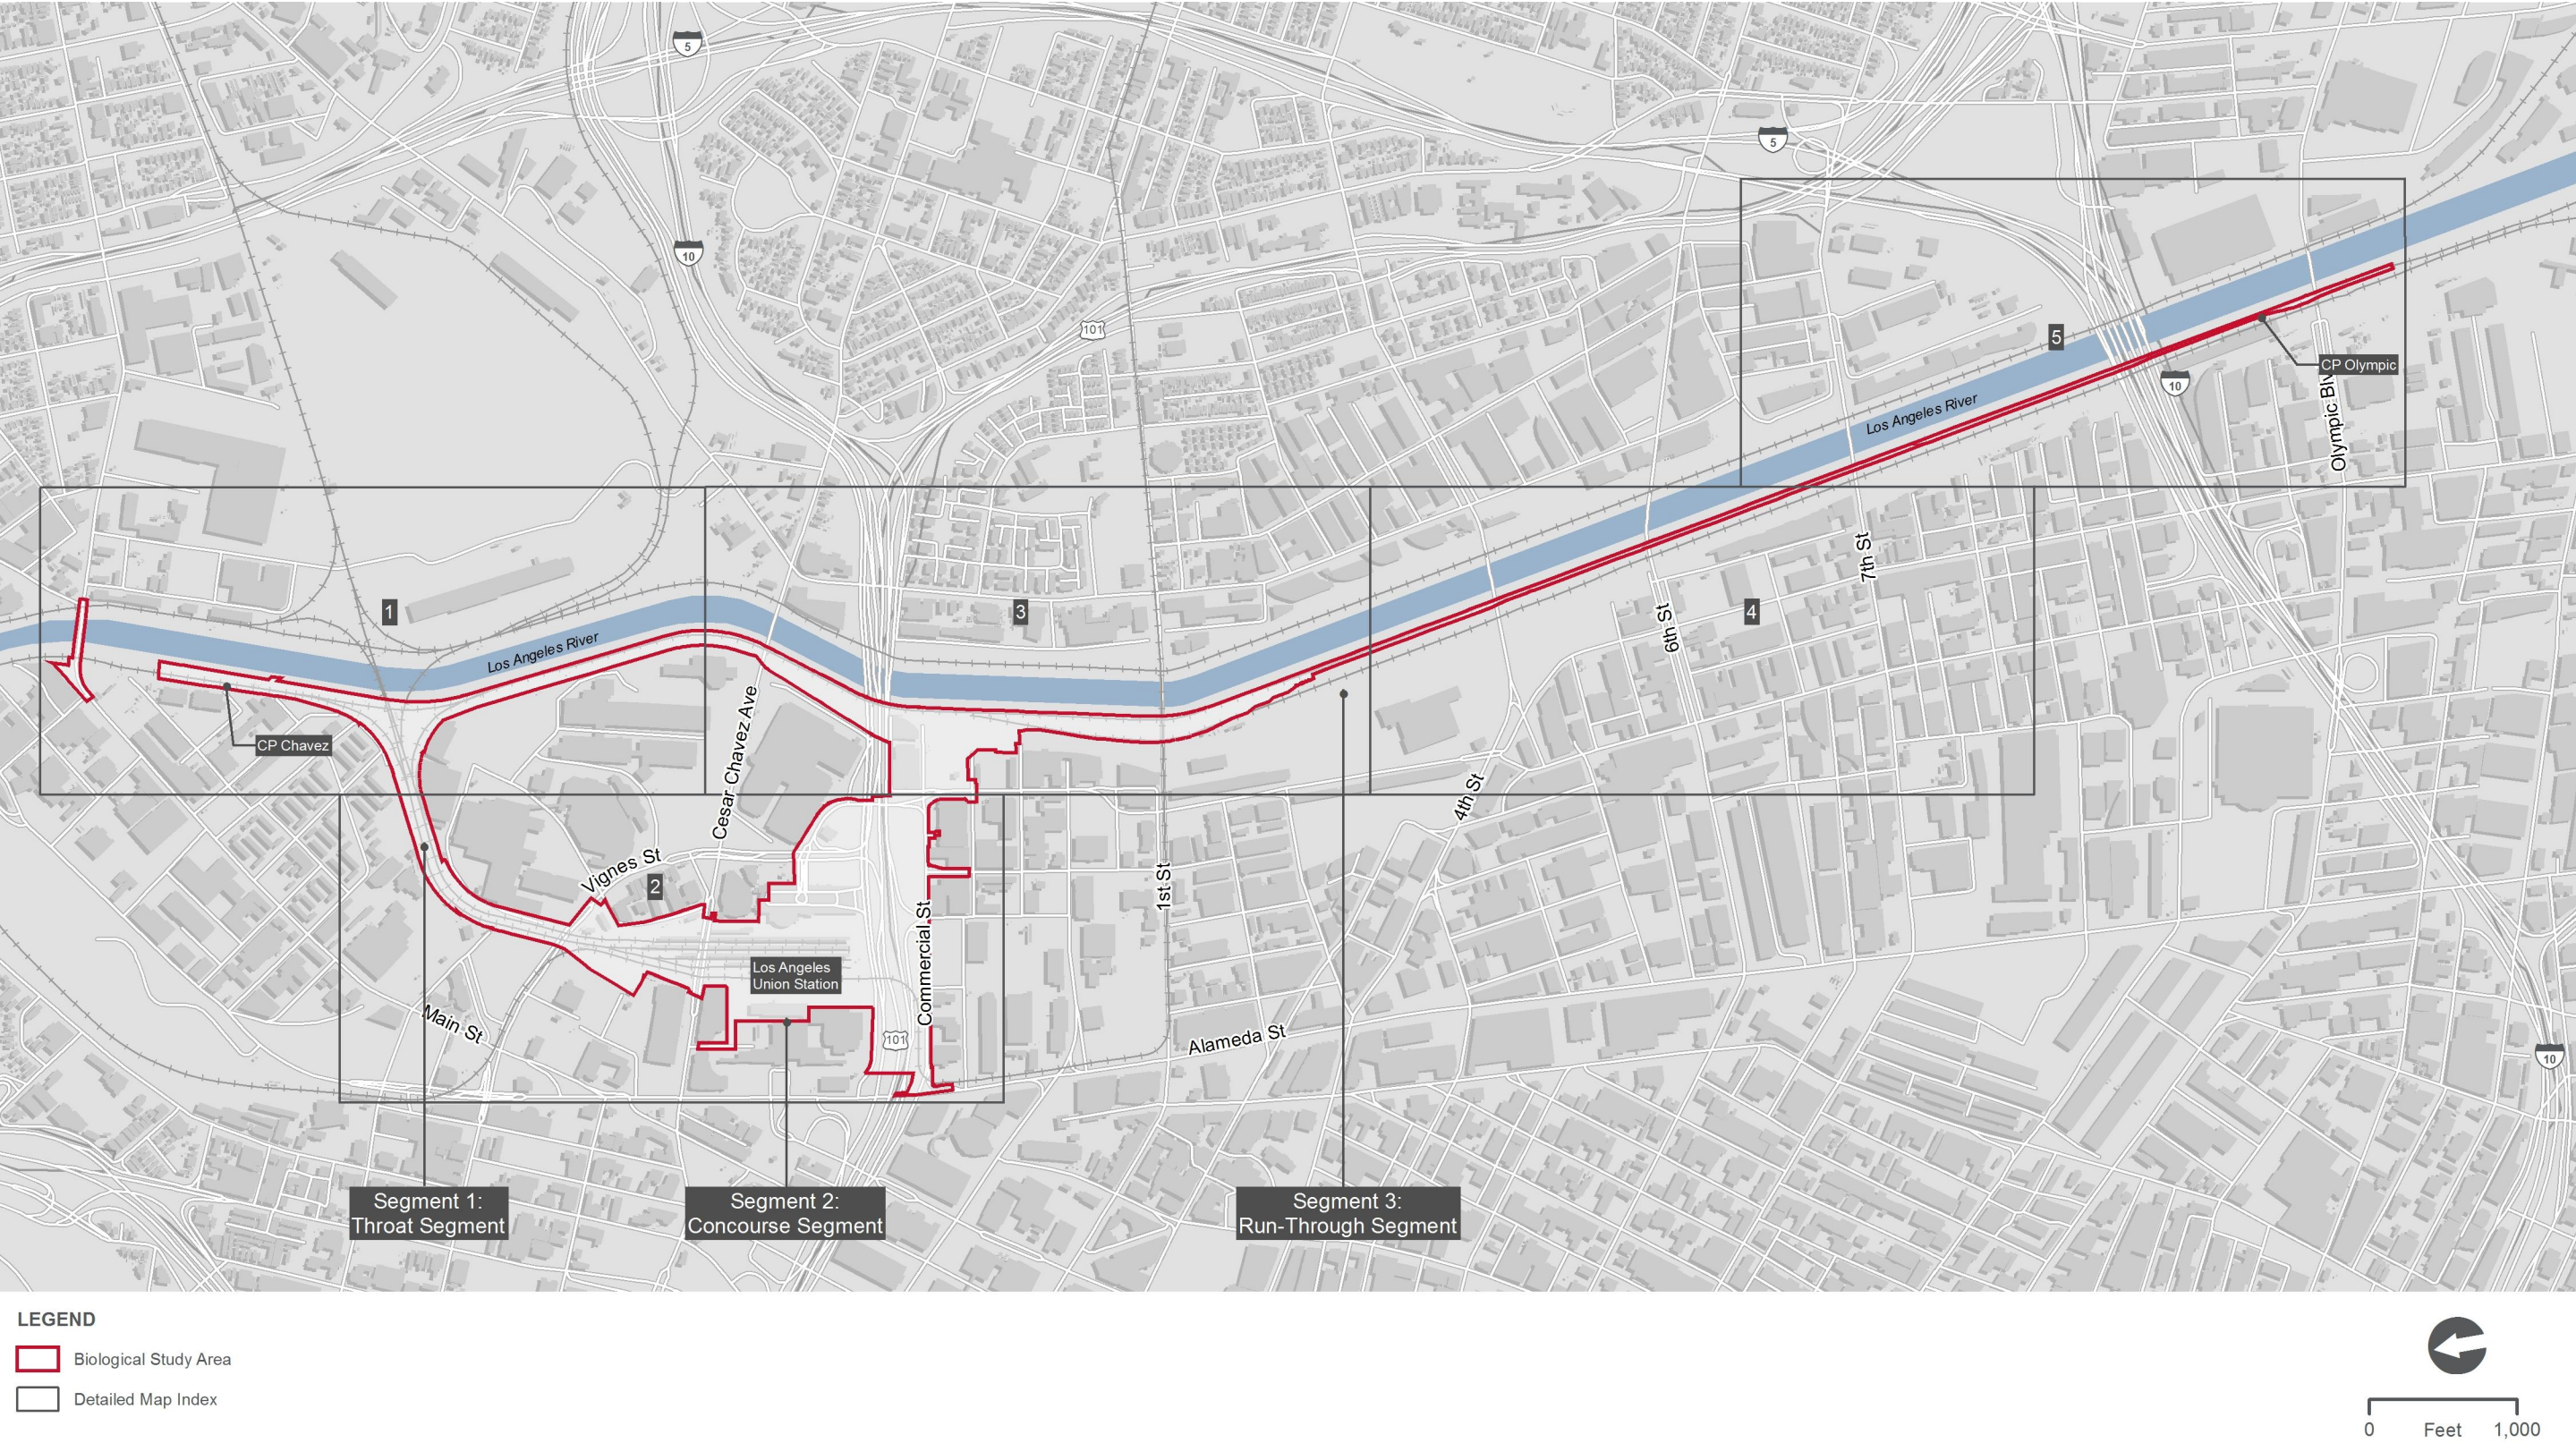 5
5
10
101
5
CP Olympic
10
Los Angeles River
Olympic Blv
7th St
1
3
4
6th St
Los Angeles River
CP Chavez
Cesar Chavez Ave
4th St
Vignes St
2
1st St
Commercial St
Los Angeles
Union Station
Main St
101
Alameda St
10
Segment 1:
Throat Segment
Segment 2:
Concourse Segment
Segment 3:
Run-Through Segment
LEGEND
Biological Study Area
Detailed Map Index
0 Feet 1,000